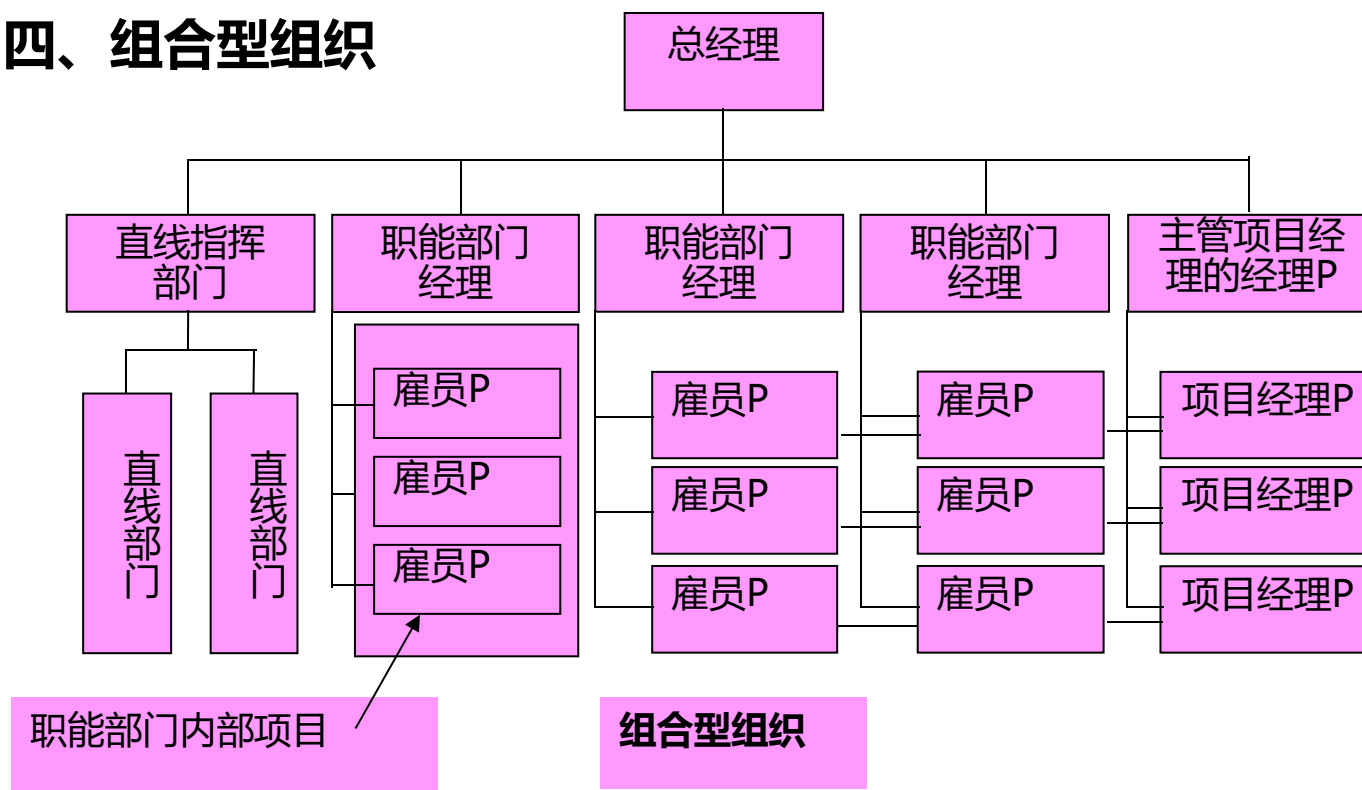 四、组合型组织
总经理
直线指挥
部门
职能部门
经理
职能部门
经理
职能部门
经理
主管项目经
理的经理P
直线部门
直线部门
雇员P
雇员P
雇员P
雇员P
雇员P
雇员P
雇员P
雇员P
雇员P
项目经理P
项目经理P
项目经理P
职能部门内部项目
组合型组织